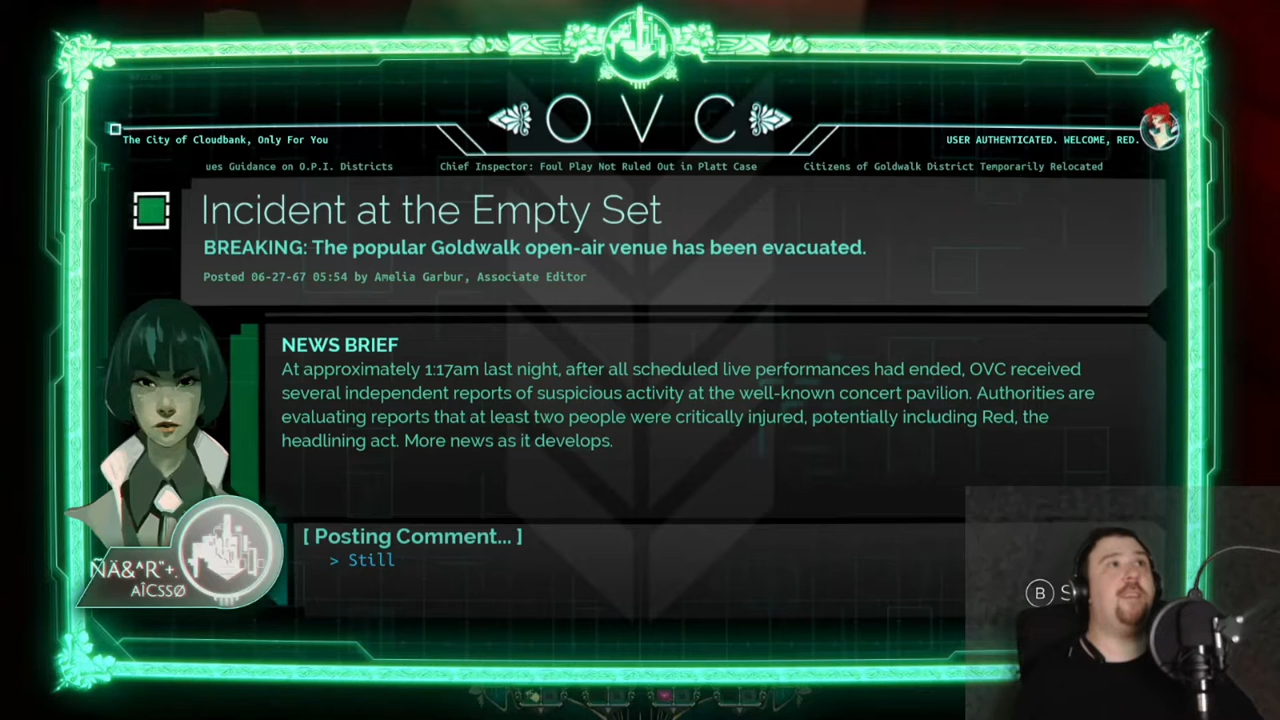 OVC
The City of Cloudbank, Only For You
USER AUTHENTICATED. WELCOME, RED.
ues Guidance on O.P.I. Districts Chief Inspector: Foul Play Not Ruled Out in Platt Case Citizens of Goldwalk District Temporarily Relocated
Incident at the Empty Set
BREAKING: The popular Goldwalk open-air venue has been evacuated.
Posted 06-27-67 05:54 by Amelia Garbur, Associate Editor
NEWS BRIEF
At approximately 1:17am last night, after all scheduled live performances had ended, OVC received
several independent reports of suspicious activity at the well-known concert pavilion. Authorities are
evaluating reports that at least two people were critically injured, potentially including Red, the
headlining act. More news as it develops.
[ Posting Comment... ]
> Still
ÑÄ&^R"+.
AÎCSSØ
B S